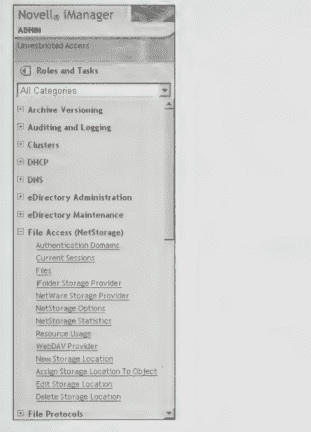 Novell® iManager
ADMIN
Unrestricted Access
Roles and Tasks
All Categories
Archive Versioning
Auditing and Logging
Clusters
DHCP
DNS
eDirectory Administration
eDirectory Maintenance
File Access (NetStorage)
Authentication Domains
Current Sessions
Files
iFolder Storage Provider
NetWare Storage Provider
NetStorage Options
NetStorage Statistics
Resource Usage
WebDAV Provider
New Storage Location
Assign Storage Location To Object
Edit Storage Location
Delete Storage Location
File Protocols